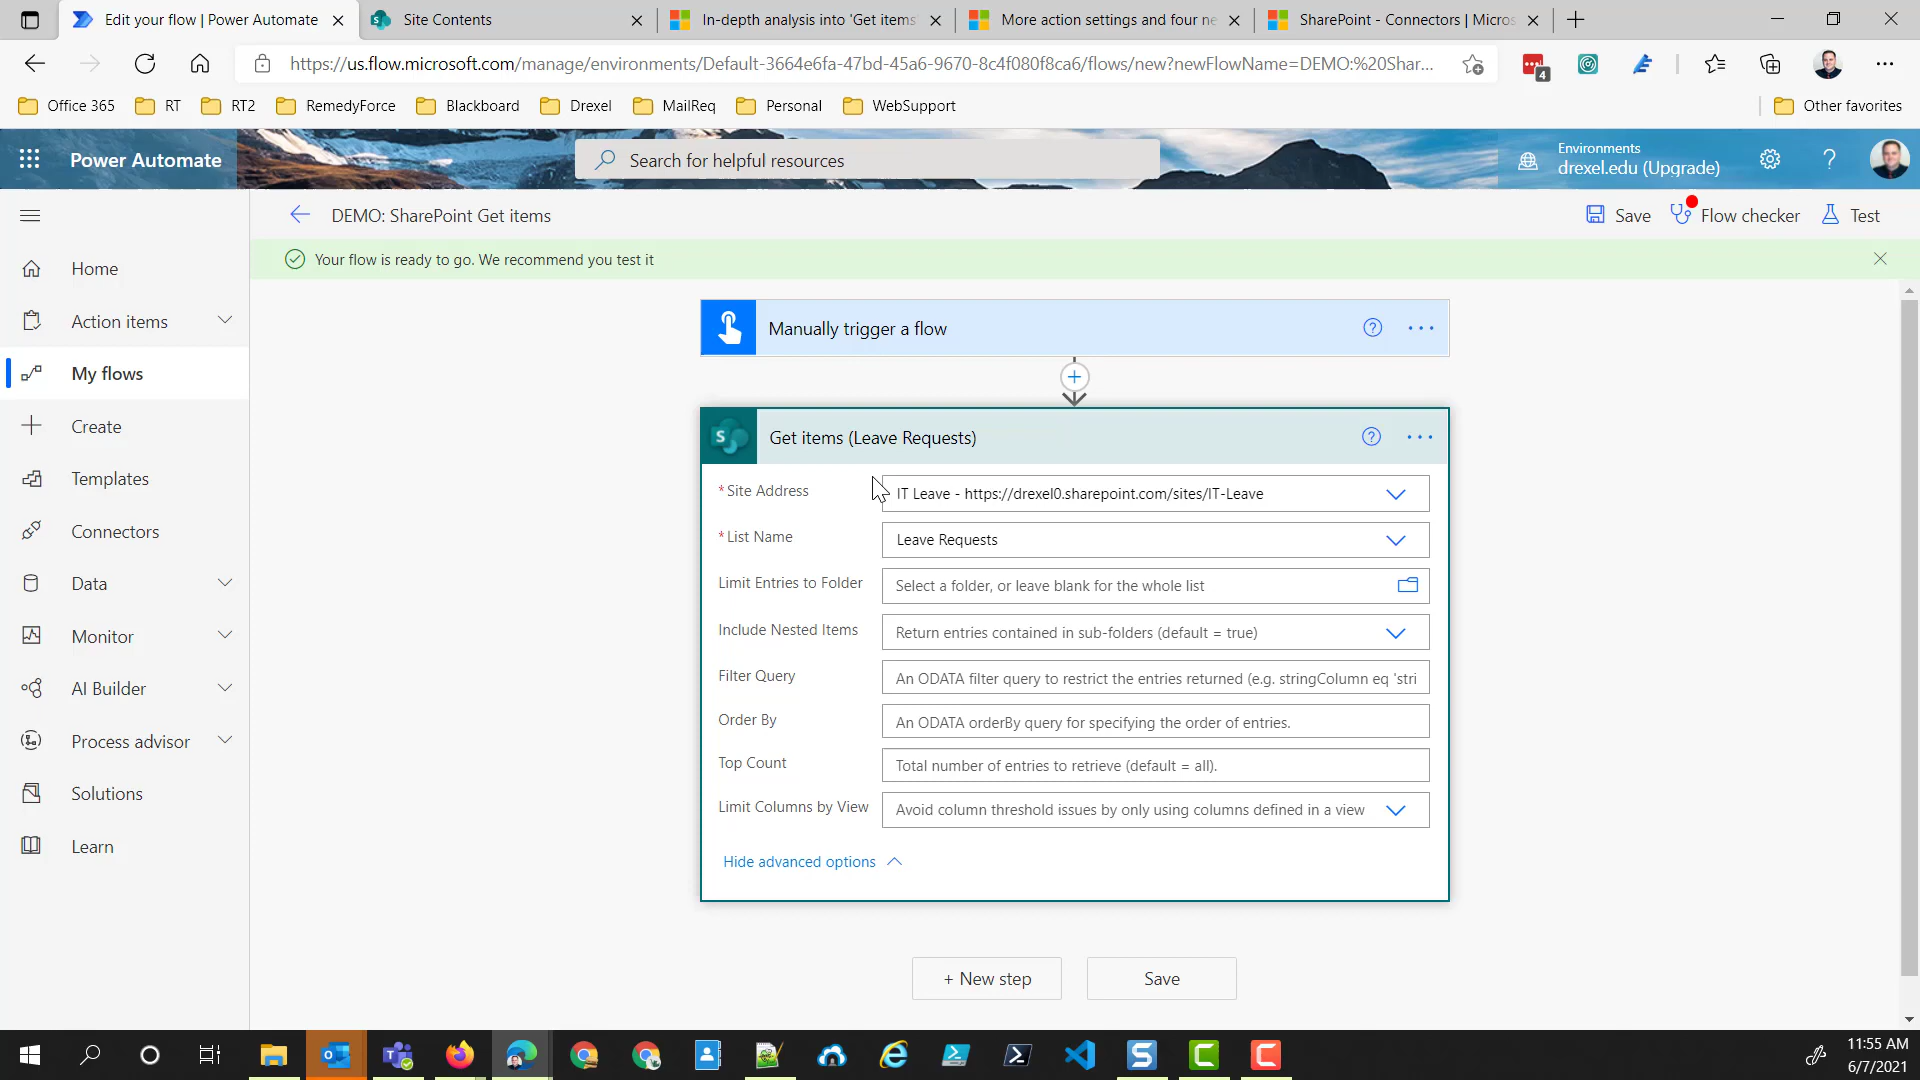 Edit your flow | Power Automate
Site Contents
In-depth analysis into 'Get items
More action settings and four ne
SharePoint - Connectors | Micros
https://us.flow.microsoft.com/manage/environments/Default-3664e6fa-47bd-45a6-9670-8c4f080f8ca6/flows/new?newFlowName=DEMO:%20Shar...
4
Office 365
RT
RT2
RemedyForce
Blackboard
Drexel
MailReq
Personal
WebSupport
Other favorites
Power Automate
Search for helpful resources
Environments
drexel.edu (Upgrade)
DEMO: SharePoint Get items
Save
Flow checker
Test
Your flow is ready to go. We recommend you test it
Home
Action items
My flows
Create
Templates
Connectors
Data
Monitor
AI Builder
Process advisor
Solutions
Learn
Manually trigger a flow
Get items (Leave Requests)
* Site Address
IT Leave - https://drexel0.sharepoint.com/sites/IT-Leave
* List Name
Leave Requests
Limit Entries to Folder
Select a folder, or leave blank for the whole list
Include Nested Items
Return entries contained in sub-folders (default = true)
Filter Query
An ODATA filter query to restrict the entries returned (e.g. stringColumn eq 'stri
Order By
An ODATA orderBy query for specifying the order of entries.
Top Count
Total number of entries to retrieve (default = all).
Limit Columns by View
Avoid column threshold issues by only using columns defined in a view
Hide advanced options
+ New step
Save
11:55 AM
6/7/2021